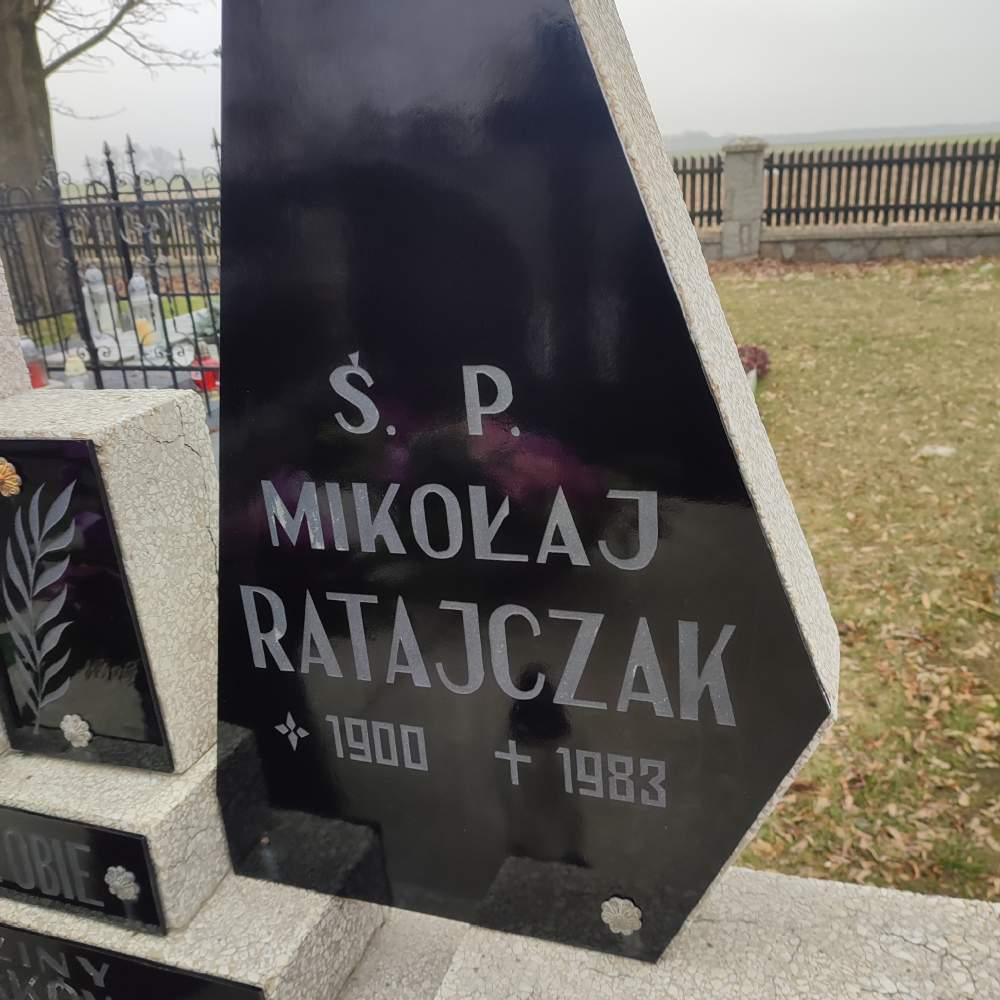 Ś. P.
MIKOŁAJ
RATAJCZAK
1900 † 1983
OBIE